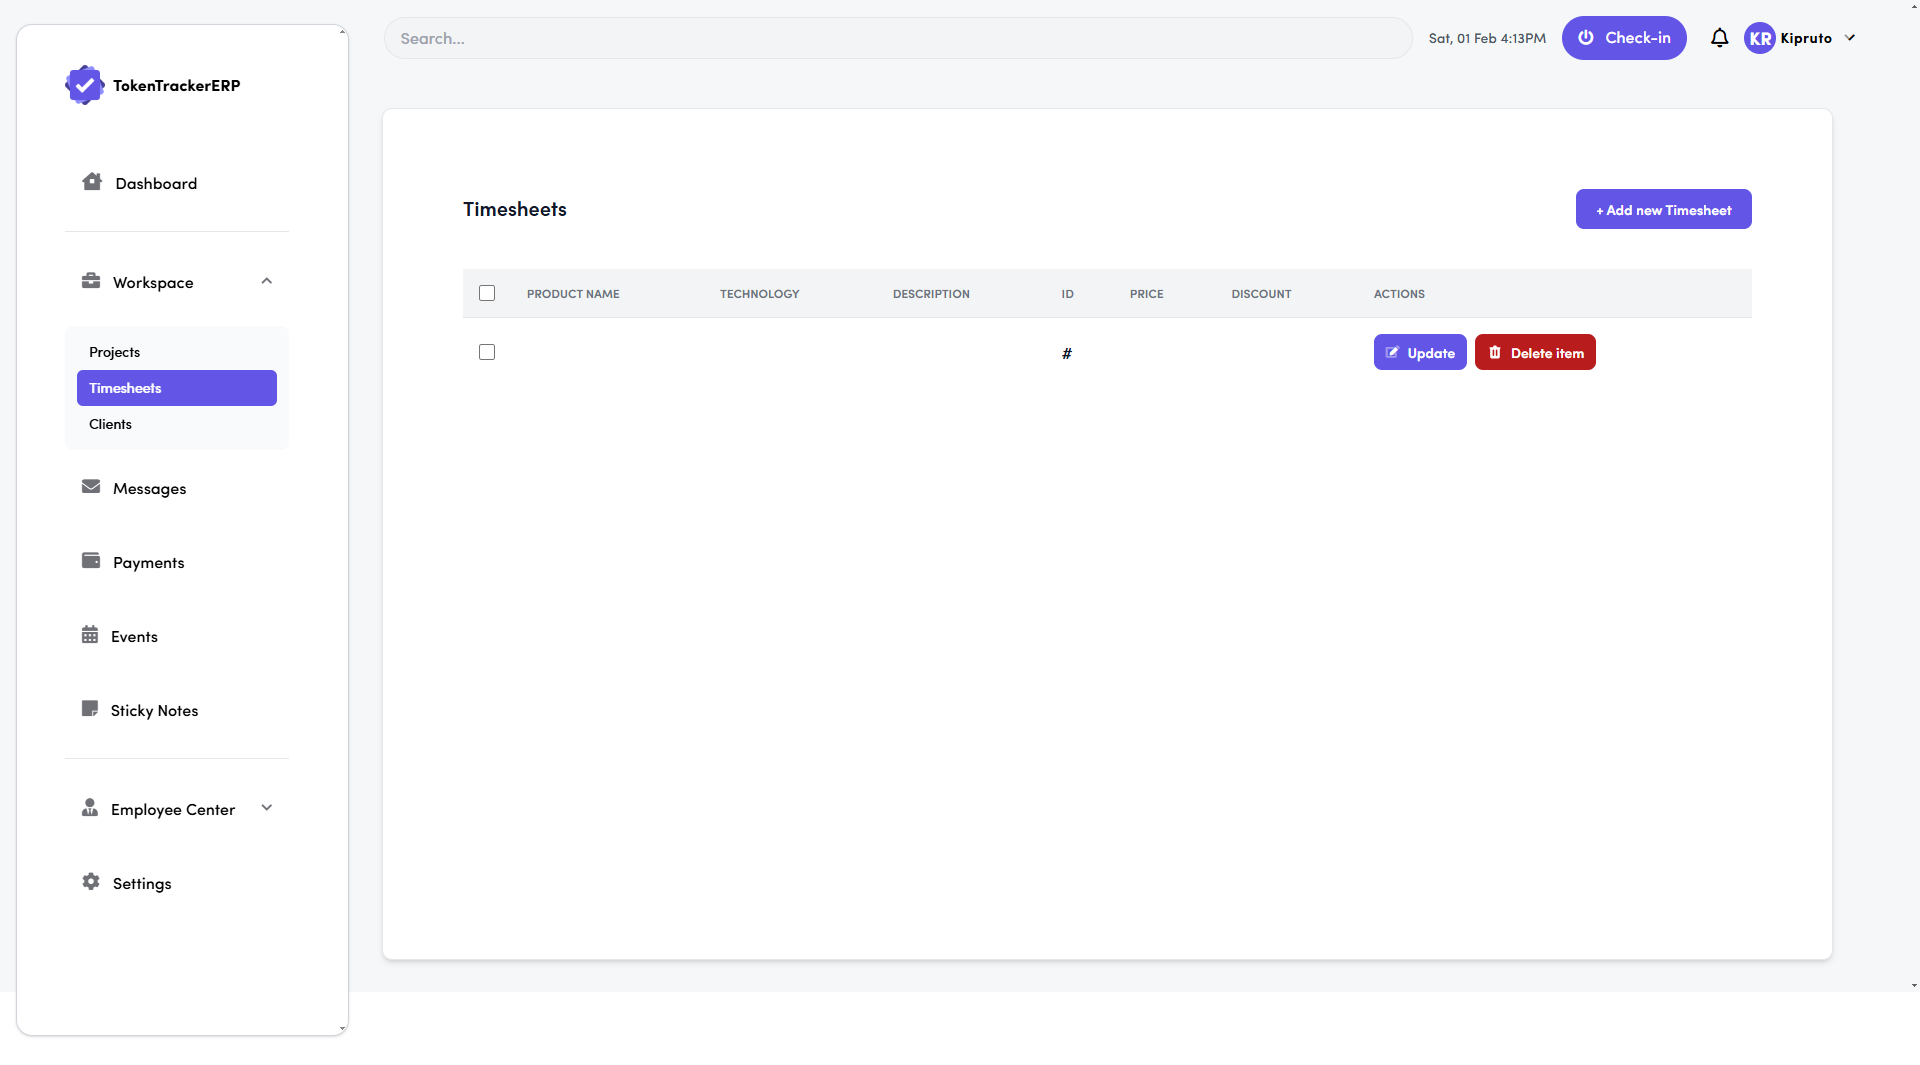 TokenTrackerERP
Dashboard
Workspace
Projects
Timesheets
Clients
Messages
Payments
Events
Sticky Notes
Employee Center
Settings
Search...
Sat, 01 Feb 4:13PM
Check-in
KR Kipruto
Timesheets
+ Add new Timesheet
PRODUCT NAME TECHNOLOGY DESCRIPTION ID PRICE DISCOUNT ACTIONS
# Update Delete item